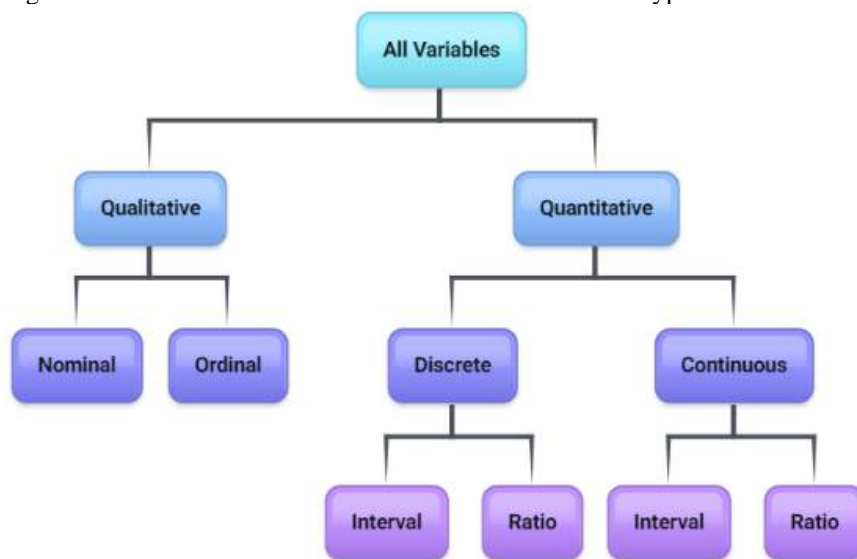 All Variables
Qualitative Quantitative
Nominal Ordinal Discrete Continuous
Interval Ratio Interval Ratio